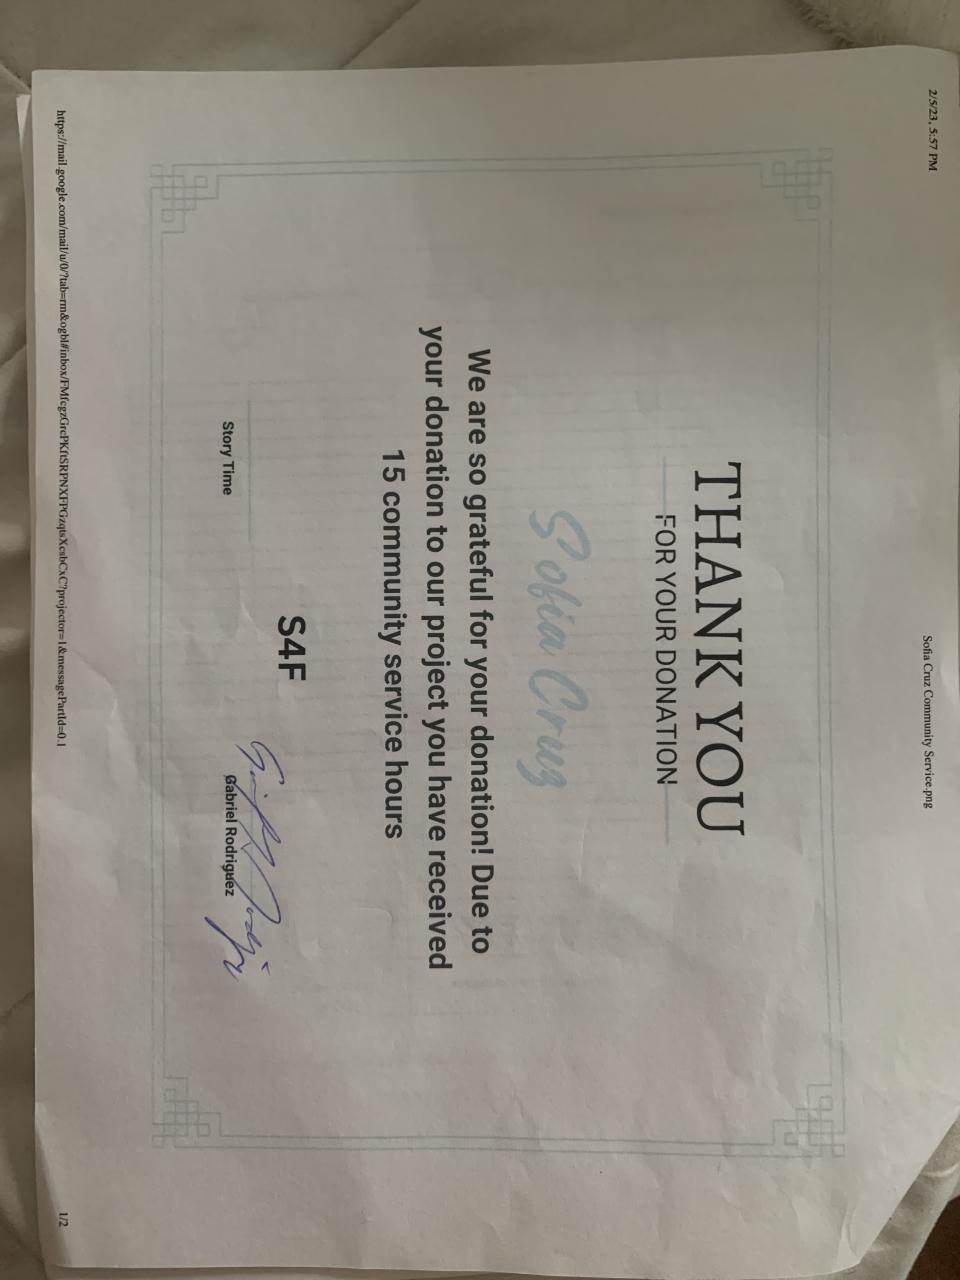 2/5/23, 5:57 PM
Sofia Cruz Community Service.png
THANK YOU
FOR YOUR DONATION
Sofia Cruz
We are so grateful for your donation! Due to
your donation to our project you have received
15 community service hours
S4F
Story Time
Gabriel Rodriguez
1/2